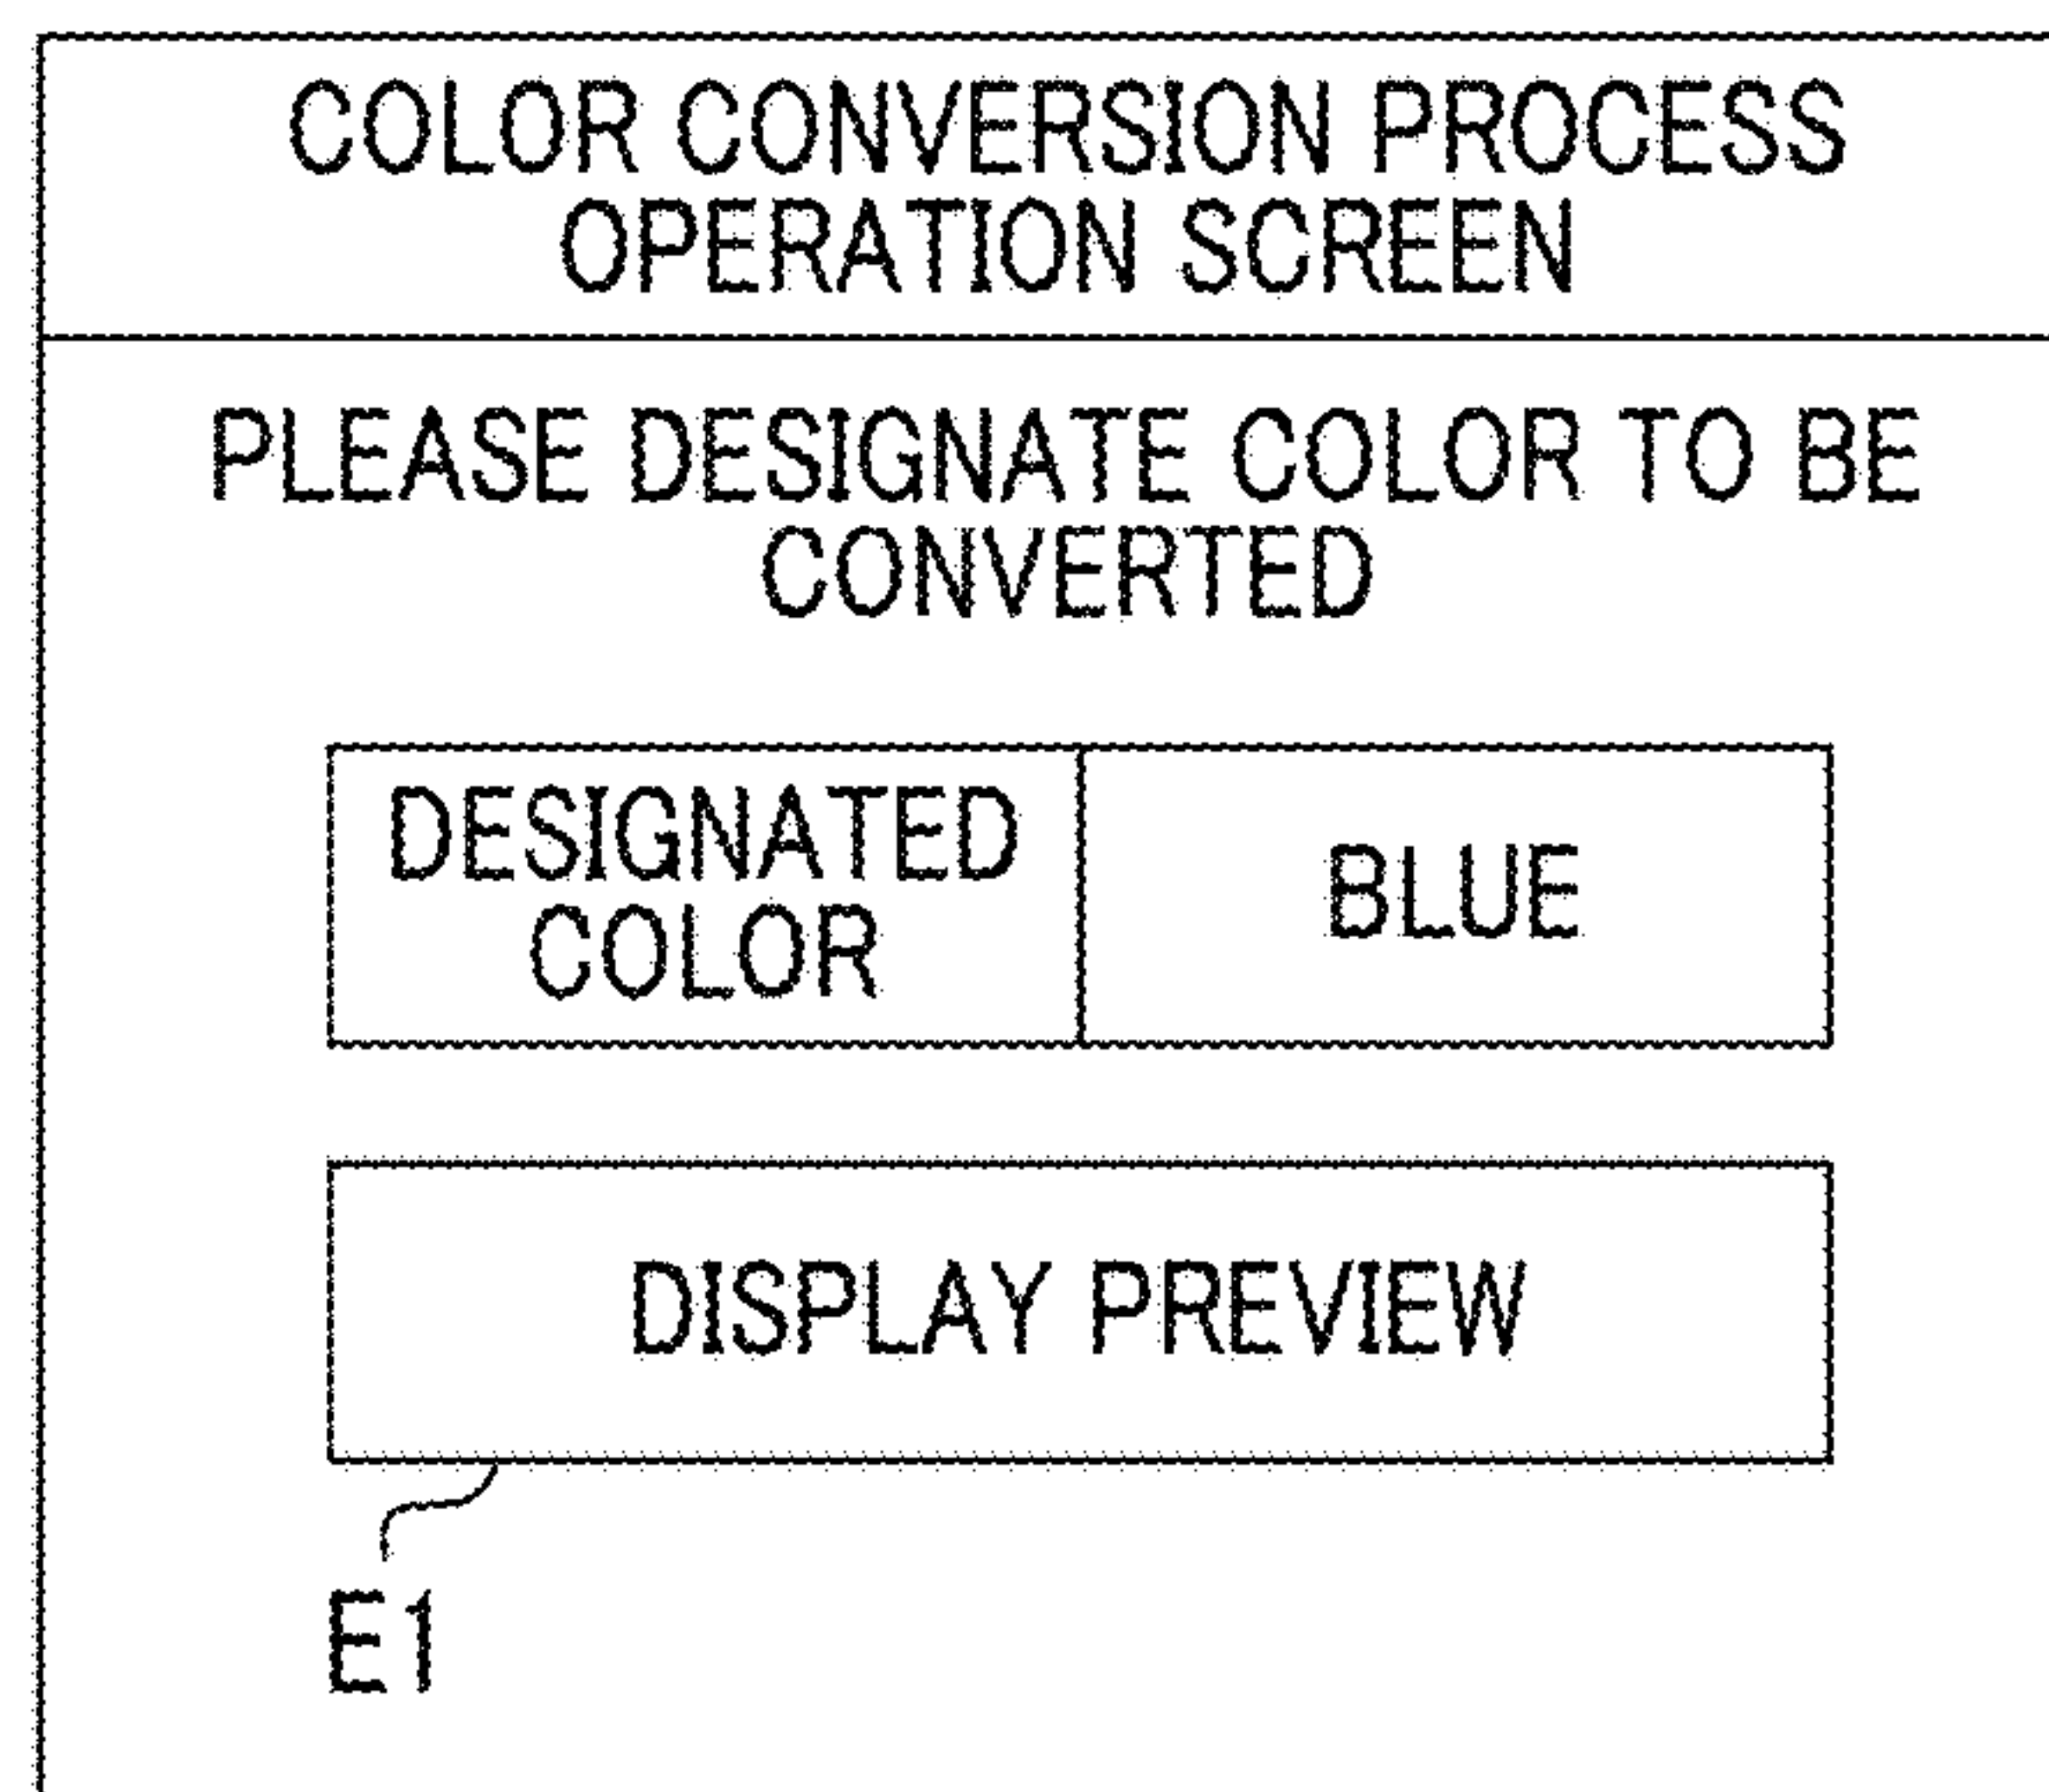 COLOR CONVERSION PROCESS
OPERATION SCREEN
PLEASE DESIGNATE COLOR TO BE
CONVERTED
DESIGNATED
COLOR
BLUE
DISPLAY PREVIEW
E1